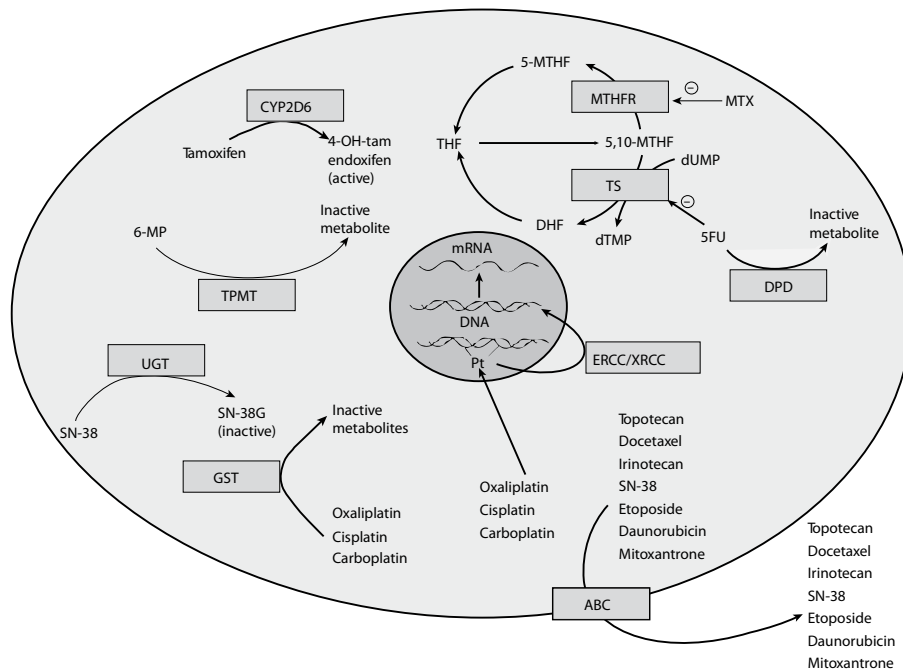 5-MTHF
MTHFR
MTX
CYP2D6
Tamoxifen
4-OH-tam
endoxifen
(active)
THF
5,10-MTHF
dUMP
TS
DHF
dTMP
5FU
Inactive
metabolite
DPD
6-MP
Inactive
metabolite
TPMT
mRNA
DNA
Pt
ERCC/XRCC
UGT
SN-38
SN-38G
(inactive)
Inactive
metabolites
GST
Oxaliplatin
Cisplatin
Carboplatin
Oxaliplatin
Cisplatin
Carboplatin
Topotecan
Docetaxel
Irinotecan
SN-38
Etoposide
Daunorubicin
Mitoxantrone
ABC
Topotecan
Docetaxel
Irinotecan
SN-38
Etoposide
Daunorubicin
Mitoxantrone